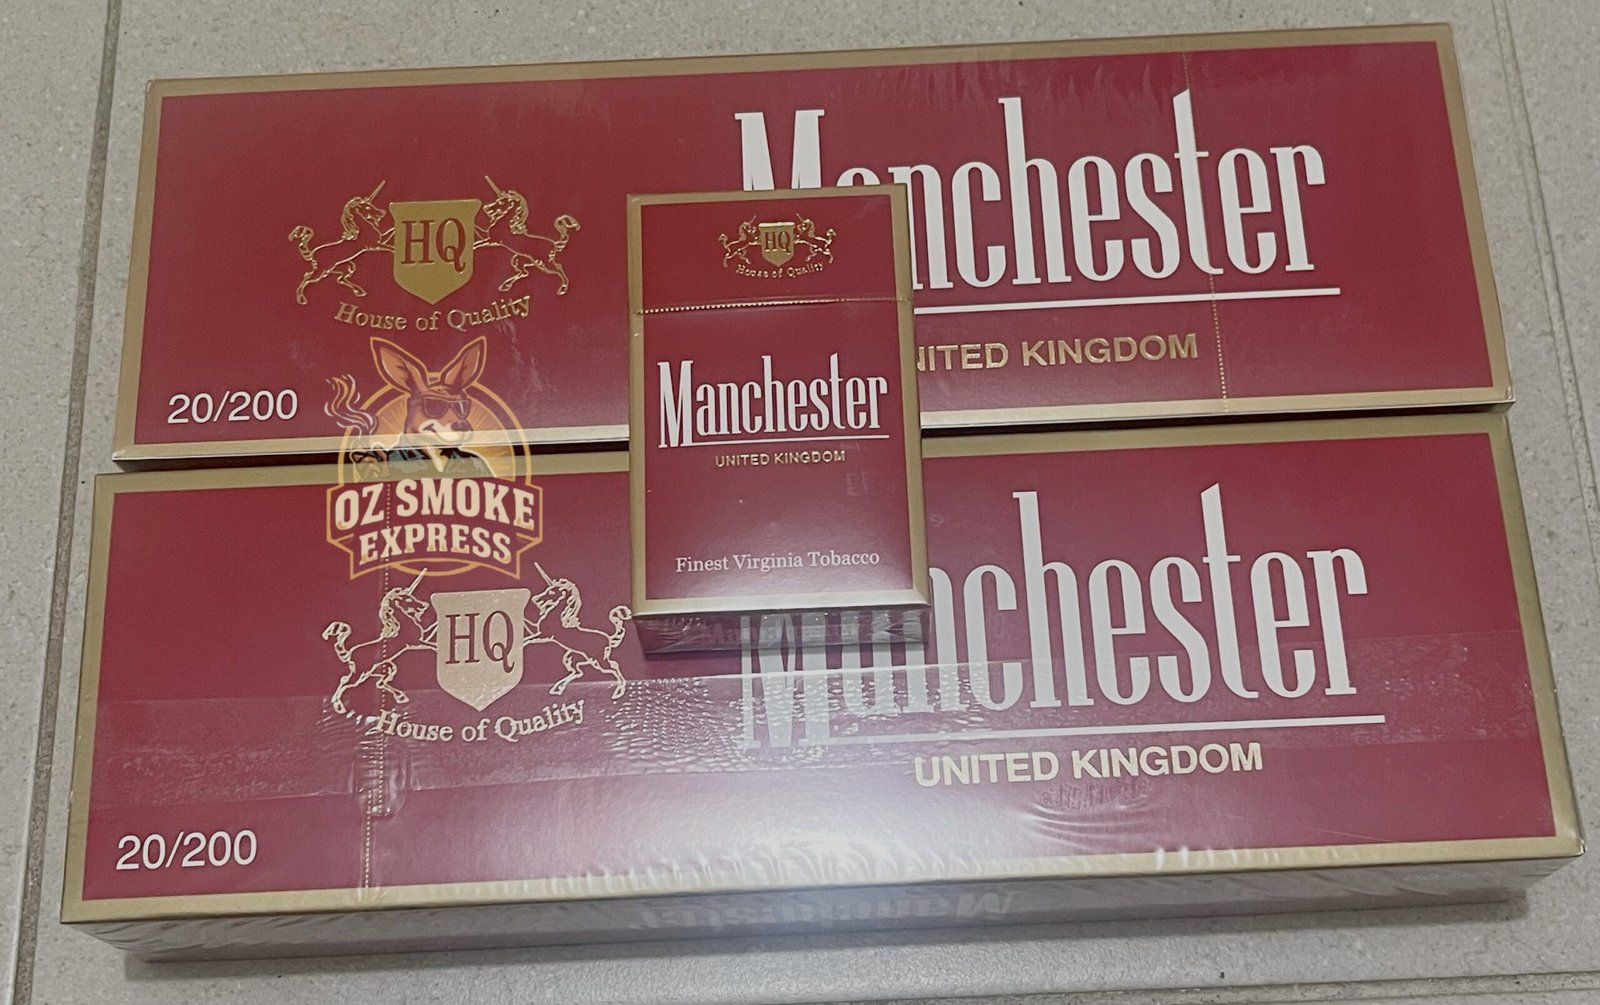 Manchester
HQ
House of Quality
UNITED KINGDOM
20/200
HQ
House of Quality
Manchester
UNITED KINGDOM
Finest Virginia Tobacco
OZ SMOKE
EXPRESS
Manchester
HQ
House of Quality
UNITED KINGDOM
20/200
Manchester